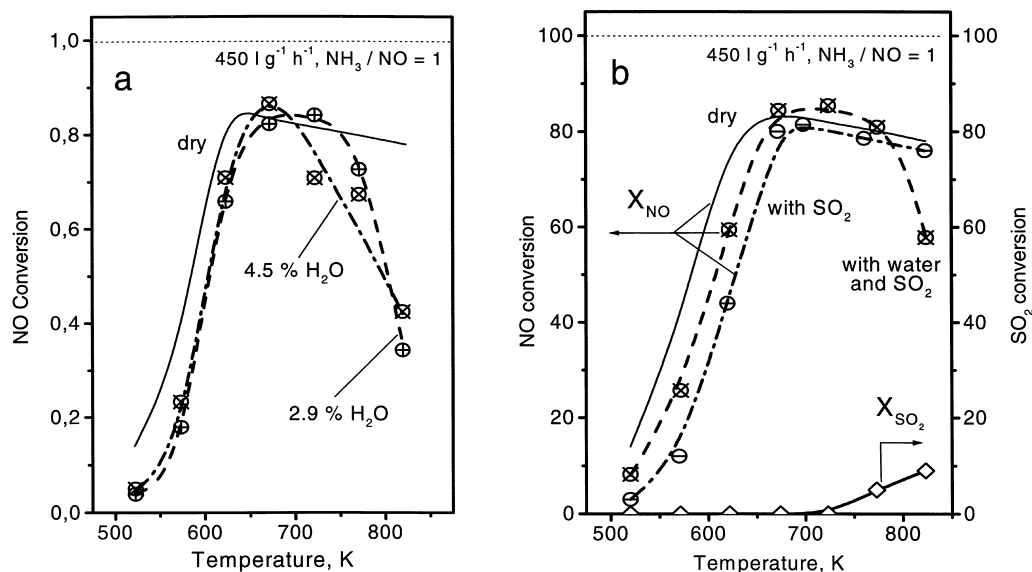 450 l g⁻¹ h⁻¹, NH₃ / NO = 1
a
dry
4.5 % H₂O
2.9 % H₂O
NO Conversion
1,0
0,8
0,6
0,4
0,2
0,0
500 600 700 800
Temperature, K
450 l g⁻¹ h⁻¹, NH₃ / NO = 1
b
dry
X_NO
with SO₂
with water
and SO₂
X_SO₂
NO conversion
100
80
60
40
20
0
SO₂ conversion
100
80
60
40
20
0
500 600 700 800
Temperature, K